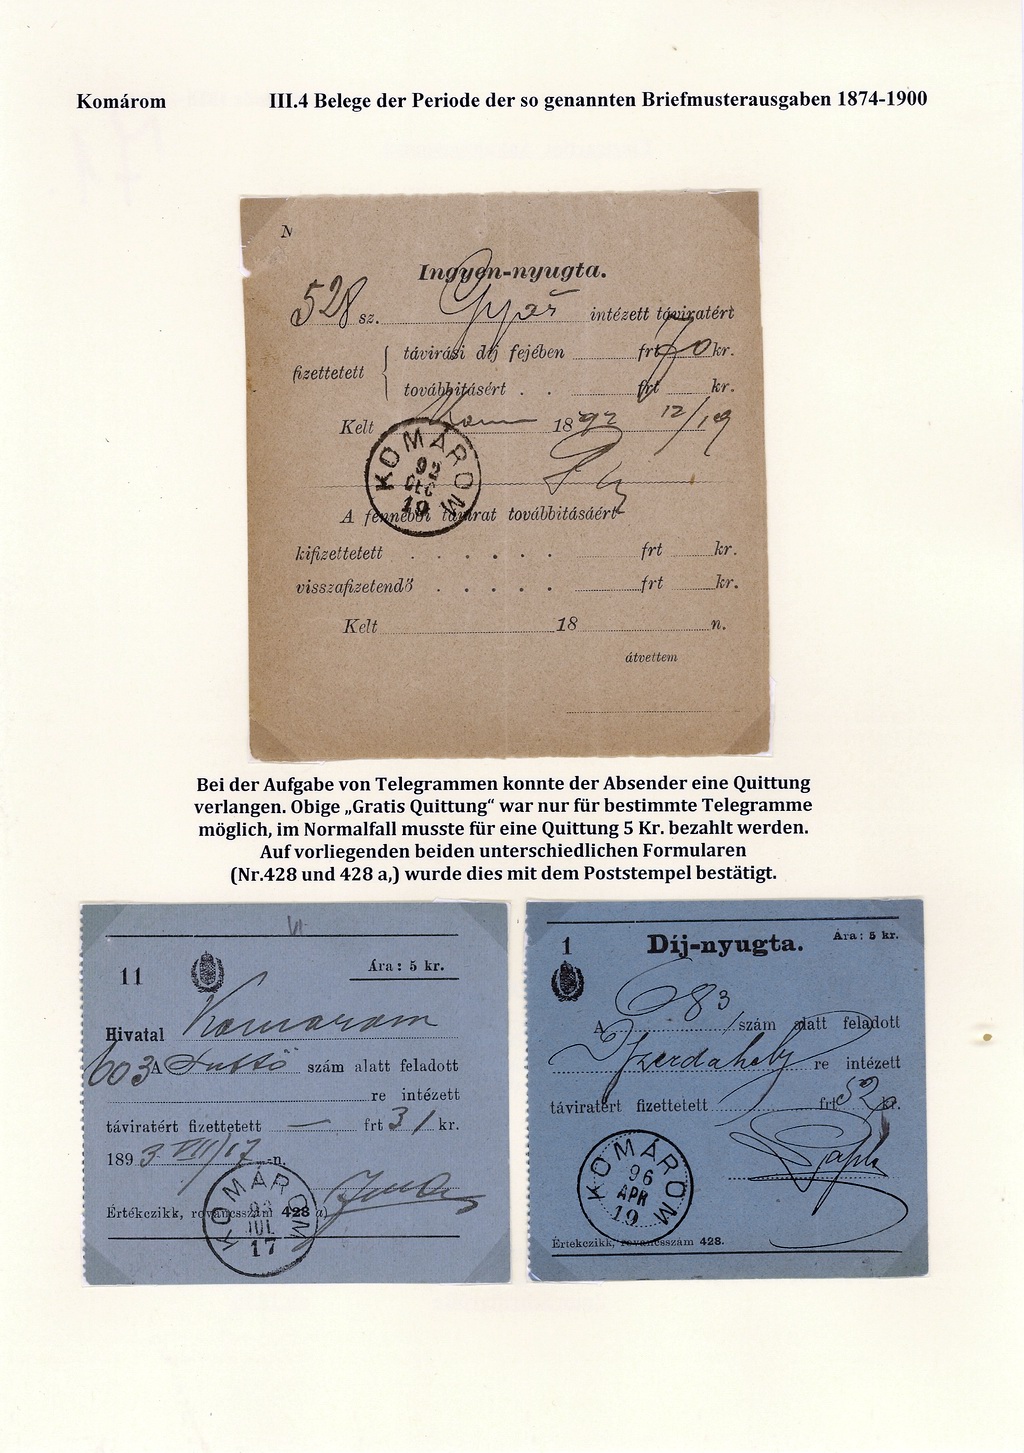 Komárom III.4 Belege der Periode der so genannten Briefmusterausgaben 1874-1900
N
Ingyen-nyugta.
528 sz. Győr intézett táviratért
fizettetett { távirási díj fejében frt 70 kr.
továbbításért . . frt kr.
Kelt Kom 1892 12/19
KOMÁROM
92
DEC
19
A fennebbi távirat továbbításáért
kifizettetett . . . . . . frt kr.
visszafizetendő . . . . . frt kr.
Kelt 18 n.
átvettem
Bei der Aufgabe von Telegrammen konnte der Absender eine Quittung
verlangen. Obige „Gratis Quittung“ war nur für bestimmte Telegramme
möglich, im Normalfall musste für eine Quittung 5 Kr. bezahlt werden.
Auf vorliegenden beiden unterschiedlichen Formularen
(Nr.428 und 428 a,) wurde dies mit dem Poststempel bestätigt.
VI
11 Ára: 5 kr.
Hivatal Komarom
603 A szám alatt feladott
re intézett
táviratért fizettetett — frt 31 kr.
1893 VII/17 n.
Értékczikk, rovancsszám 428 a)
KOMÁROM
93
JUL
17
1 Díj-nyugta. Ára: 5 kr.
A 683 szám alatt feladott
Szerdahely re intézett
táviratért fizettetett frt 52 kr.
KOMÁROM
96
APR
19
Értékczikk, rovancsszám 428.